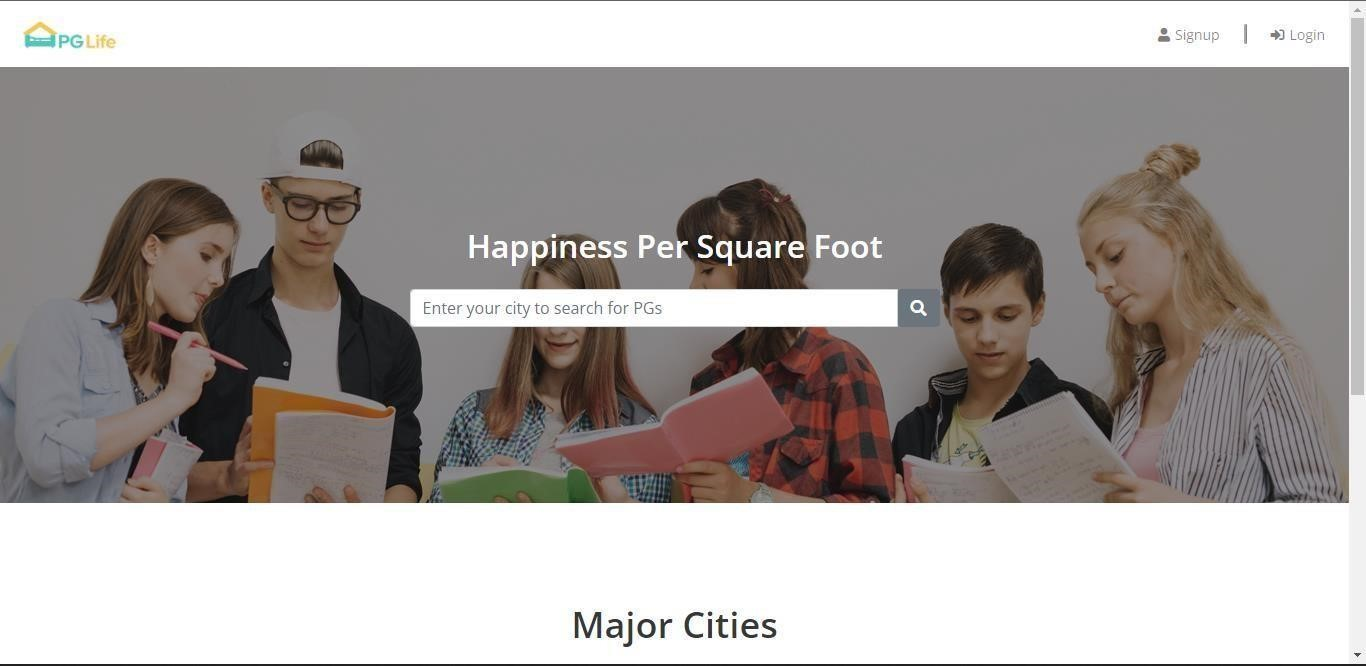 PG Life
Signup
Login
Happiness Per Square Foot
Enter your city to search for PGs
Major Cities